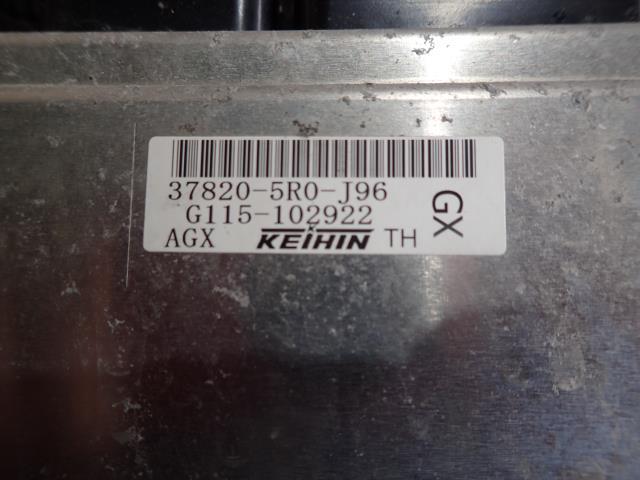 37820-5R0-J96
G115-102922
AGX KEIHIN TH
GX